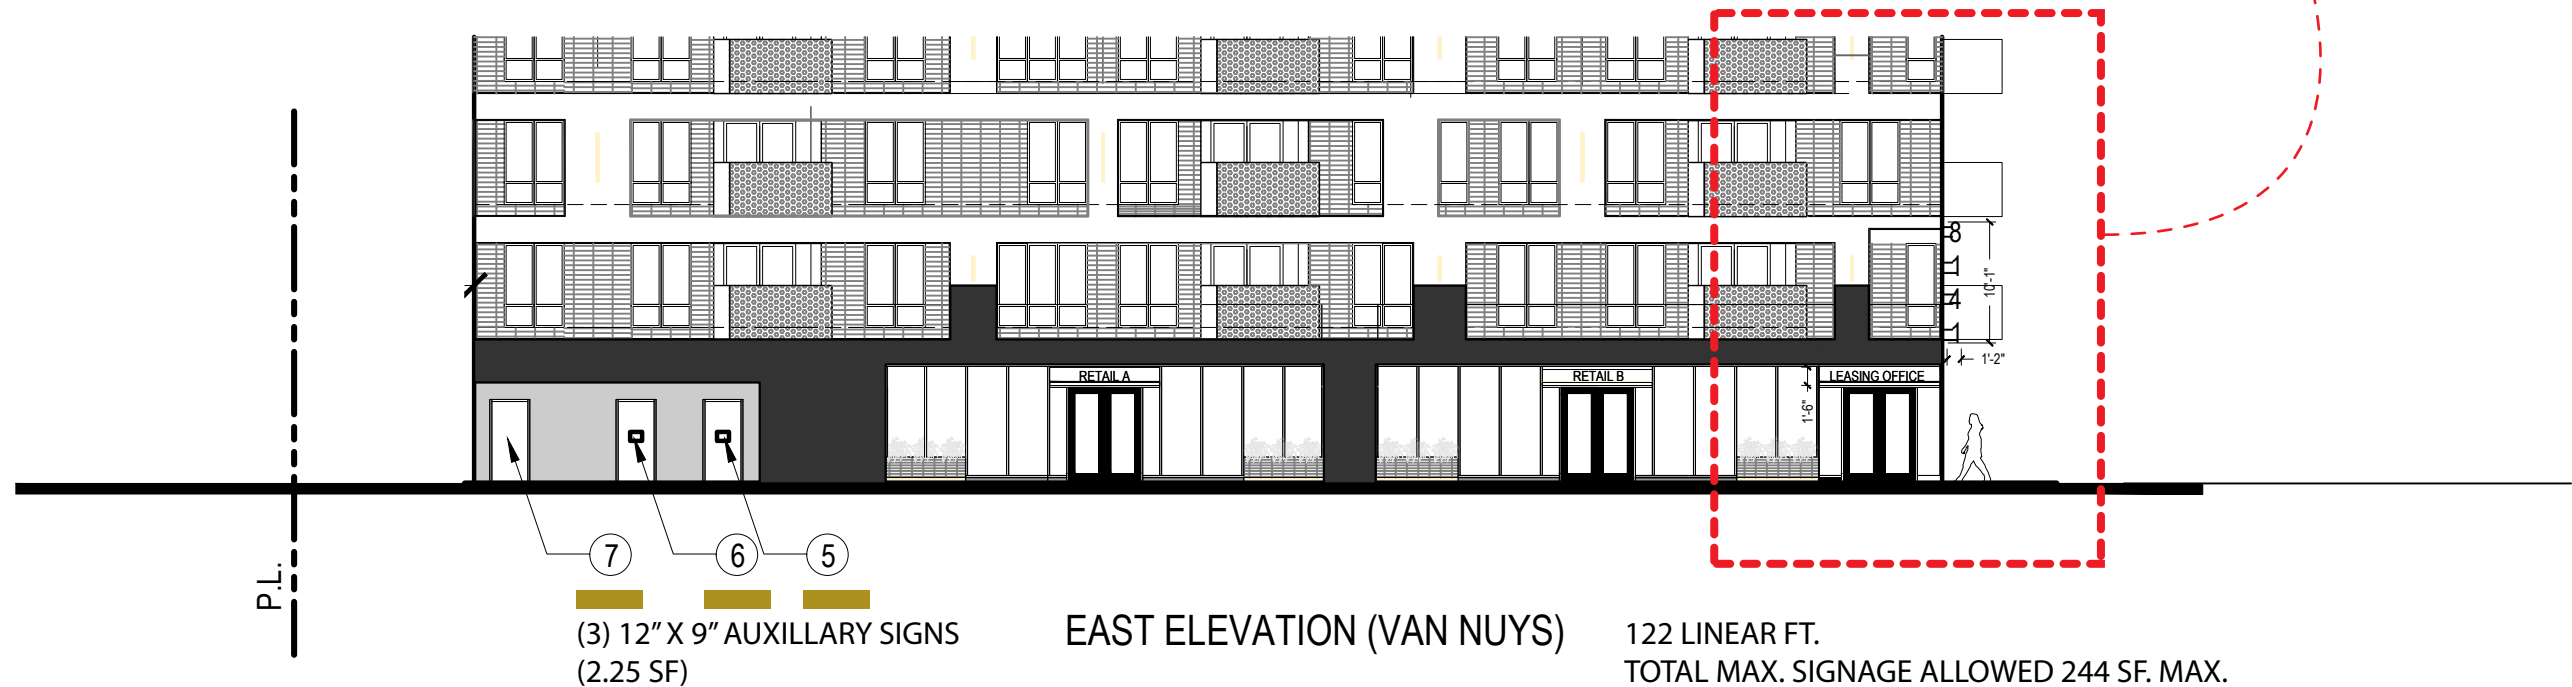 8
1
4
1
10'-1"
1'-2"
RETAIL A
RETAIL B
LEASING OFFICE
1'-6"
7
6
5
P.L.
(3) 12” X 9” AUXILLARY SIGNS
(2.25 SF)
EAST ELEVATION (VAN NUYS)
122 LINEAR FT.
TOTAL MAX. SIGNAGE ALLOWED 244 SF. MAX.